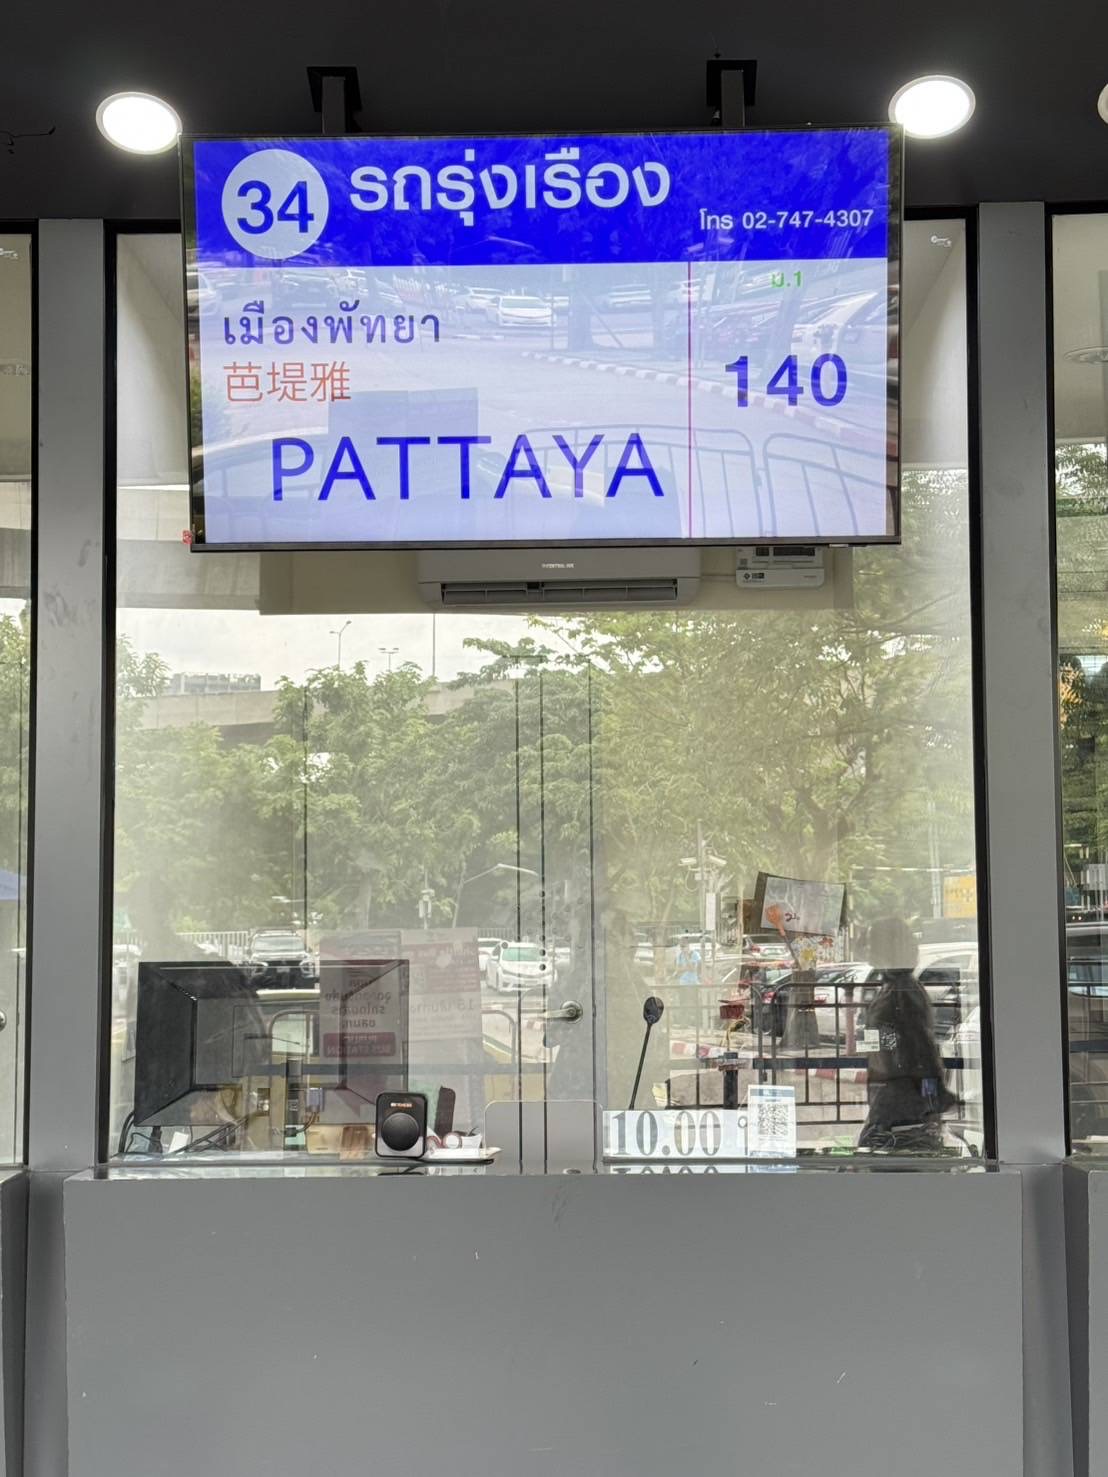 34 รถรุ่งเรือง
โทร 02-747-4307
ม.1
เมืองพัทยา
芭堤雅
140
PATTAYA
10.00